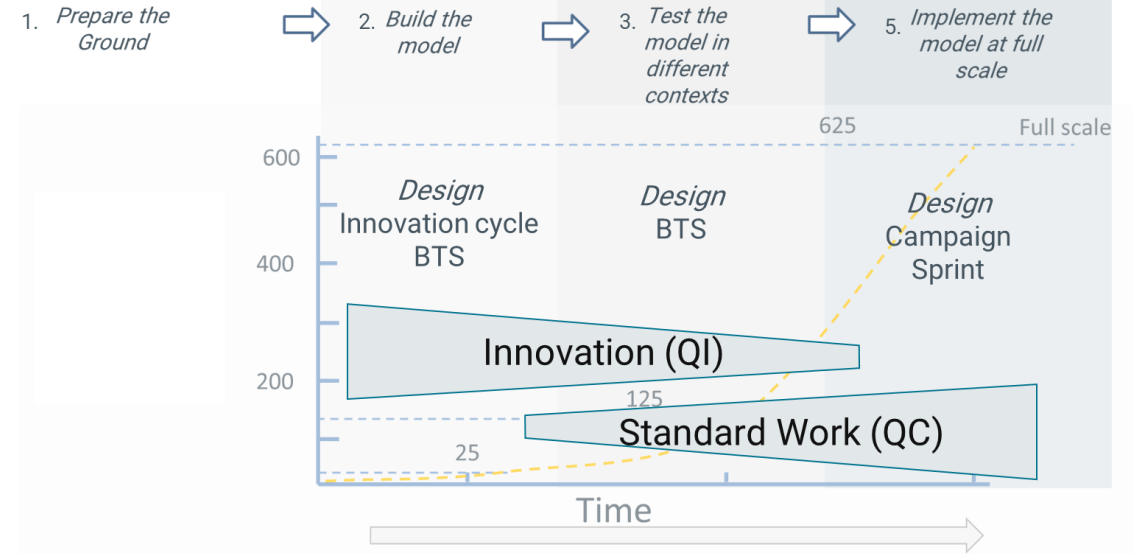 1. Prepare the
Ground
2. Build the
model
3. Test the
model in
different
contexts
5. Implement the
model at full
scale
625
Full scale
600
400
200
Design
Innovation cycle
BTS
Design
BTS
Design
Campaign
Sprint
Innovation (QI)
125
Standard Work (QC)
25
Time